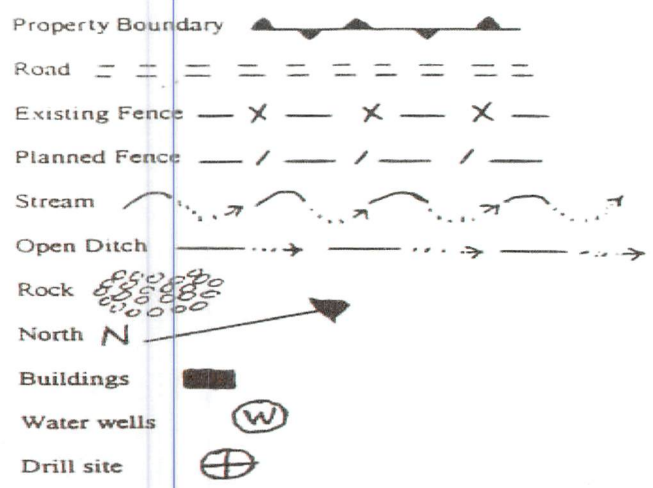 Property Boundary
Road
Existing Fence
Planned Fence
Stream
Open Ditch
Rock
North N
Buildings
Water wells W
Drill site